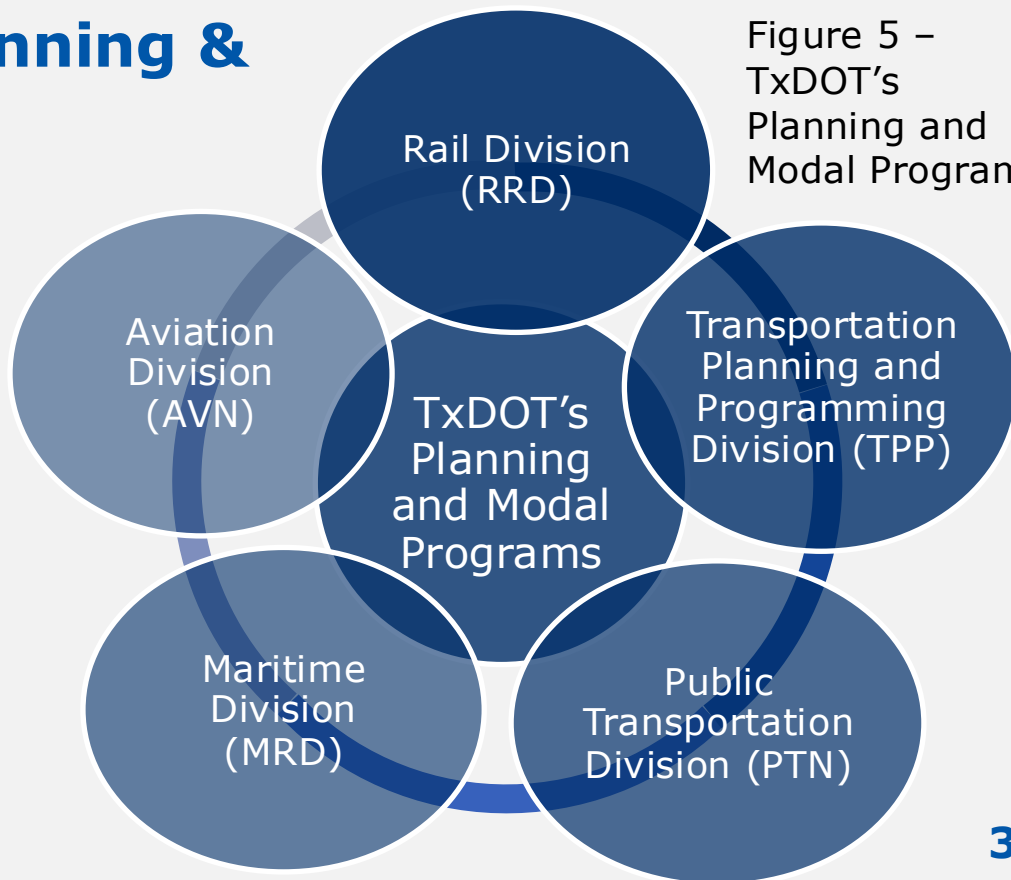 nning &
Figure 5 –
TxDOT's
Planning and
Modal Program
Rail Division
(RRD)
Transportation
Planning and
Programming
Division (TPP)
Public
Transportation
Division (PTN)
Maritime
Division
(MRD)
Aviation
Division
(AVN)
TxDOT's
Planning
and Modal
Programs
3